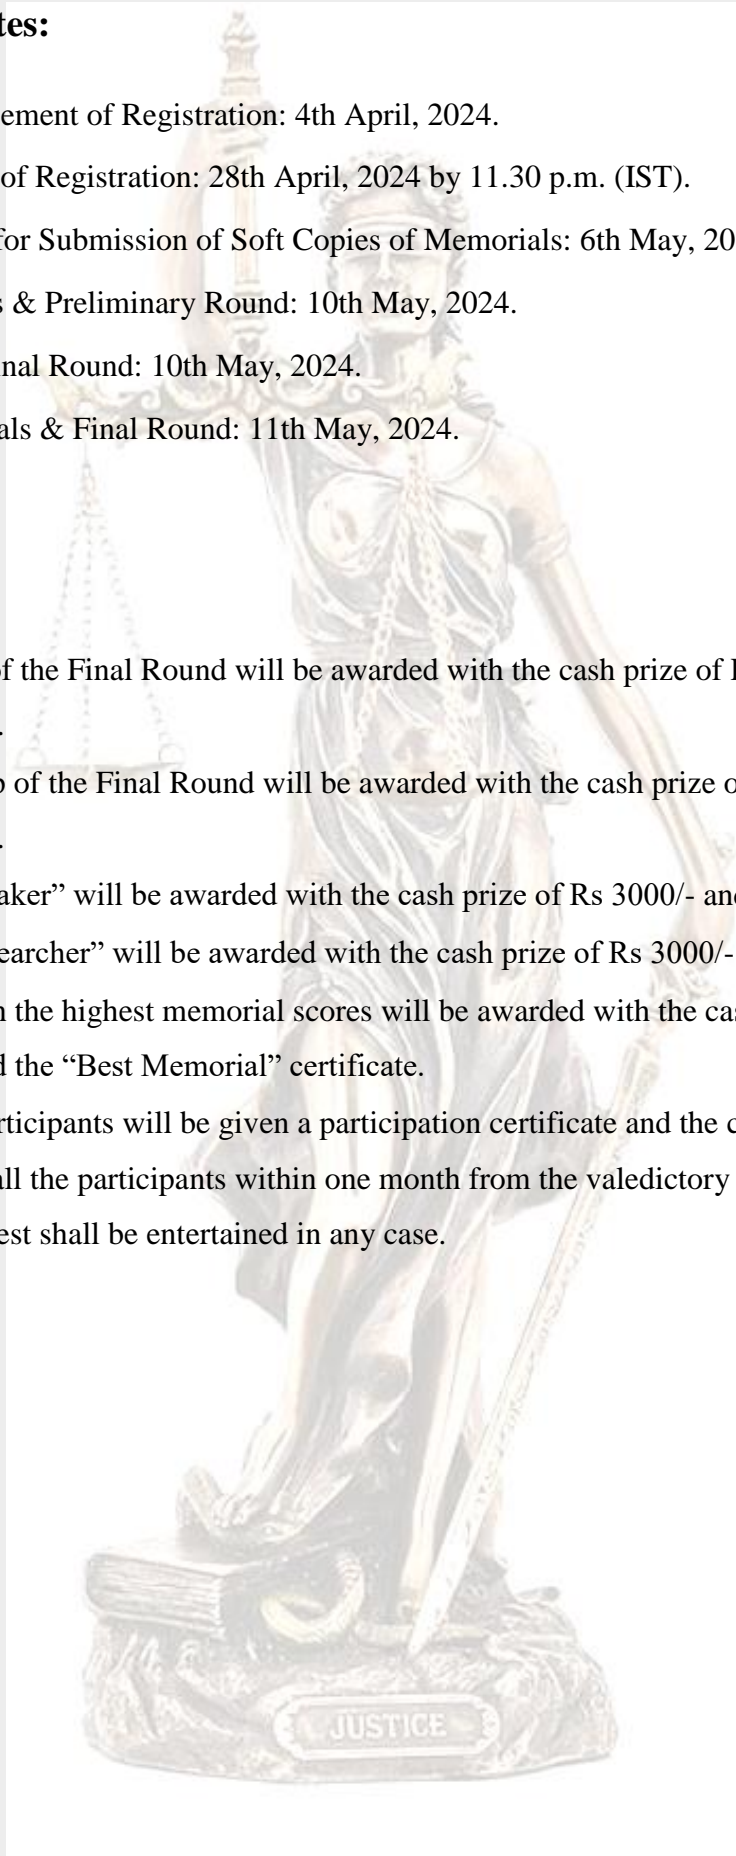 tes:
ement of Registration: 4th April, 2024.
of Registration: 28th April, 2024 by 11.30 p.m. (IST).
for Submission of Soft Copies of Memorials: 6th May, 20
s & Preliminary Round: 10th May, 2024.
nal Round: 10th May, 2024.
als & Final Round: 11th May, 2024.
of the Final Round will be awarded with the cash prize of
.
p of the Final Round will be awarded with the cash prize o
.
aker” will be awarded with the cash prize of Rs 3000/- and
earcher” will be awarded with the cash prize of Rs 3000/-
n the highest memorial scores will be awarded with the cas
d the “Best Memorial” certificate.
rticipants will be given a participation certificate and the c
all the participants within one month from the valedictory
est shall be entertained in any case.
JUSTICE